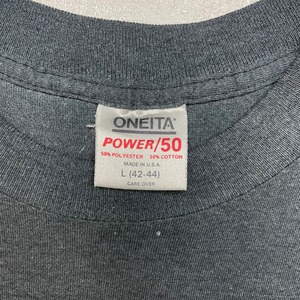 ONEITA
POWER/50
50% POLYESTER 50% COTTON
MADE IN U.S.A.
L (42-44)
CARE OVER